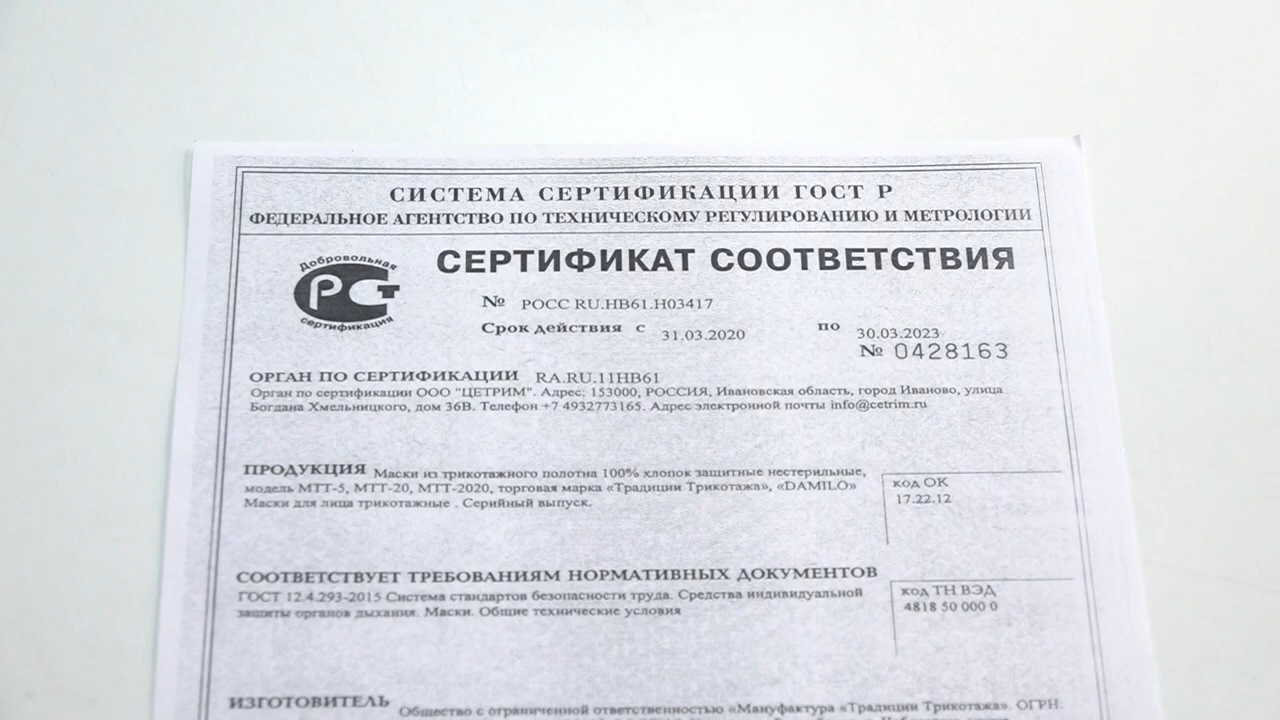 СИСТЕМА СЕРТИФИКАЦИИ ГОСТ Р
ФЕДЕРАЛЬНОЕ АГЕНТСТВО ПО ТЕХНИЧЕСКОМУ РЕГУЛИРОВАНИЮ И МЕТРОЛОГИИ
Добровольная
РСТ
сертификация
СЕРТИФИКАТ СООТВЕТСТВИЯ
№ РОСС RU.НВ61.Н03417
Срок действия с 31.03.2020 по 30.03.2023
№ 0428163
ОРГАН ПО СЕРТИФИКАЦИИ RA.RU.11НВ61
Орган по сертификации ООО "ЦЕТРИМ". Адрес: 153000, РОССИЯ, Ивановская область, город Иваново, улица
Богдана Хмельницкого, дом 36В. Телефон +7 4932773165. Адрес электронной почты info@cetrim.ru
ПРОДУКЦИЯ Маски из трикотажного полотна 100% хлопок защитные нестерильные,
модель МТТ-5, МТТ-20, МТТ-2020, торговая марка «Традиции Трикотажа», «DAMILO»
Маски для лица трикотажные . Серийный выпуск.
код ОК
17.22.12
СООТВЕТСТВУЕТ ТРЕБОВАНИЯМ НОРМАТИВНЫХ ДОКУМЕНТОВ
ГОСТ 12.4.293-2015 Система стандартов безопасности труда. Средства индивидуальной
защиты органов дыхания. Маски. Общие технические условия
код ТН ВЭД
4818 50 000 0
ИЗГОТОВИТЕЛЬ Общество с ограниченной ответственностью «Мануфактура «Традиции Трикотажа». ОГРН: